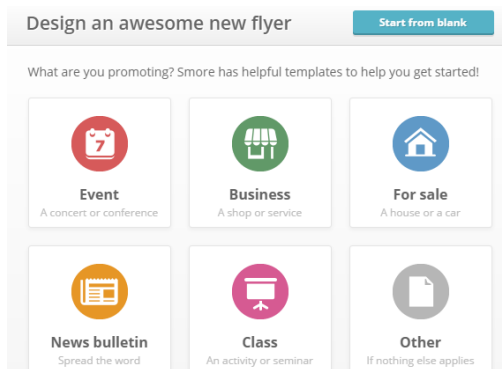 Design an awesome new flyer
Start from blank
What are you promoting? Smore has helpful templates to help you get started!
7
Event
A concert or conference
Business
A shop or service
For sale
A house or a car
News bulletin
Spread the word
Class
An activity or seminar
Other
If nothing else applies